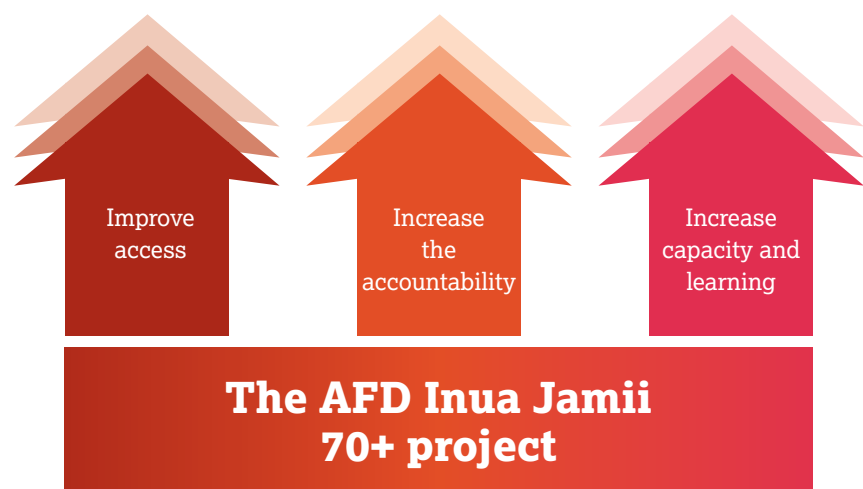 Improve
access
Increase
the
accountability
Increase
capacity and
learning
The AFD Inua Jamii
70+ project